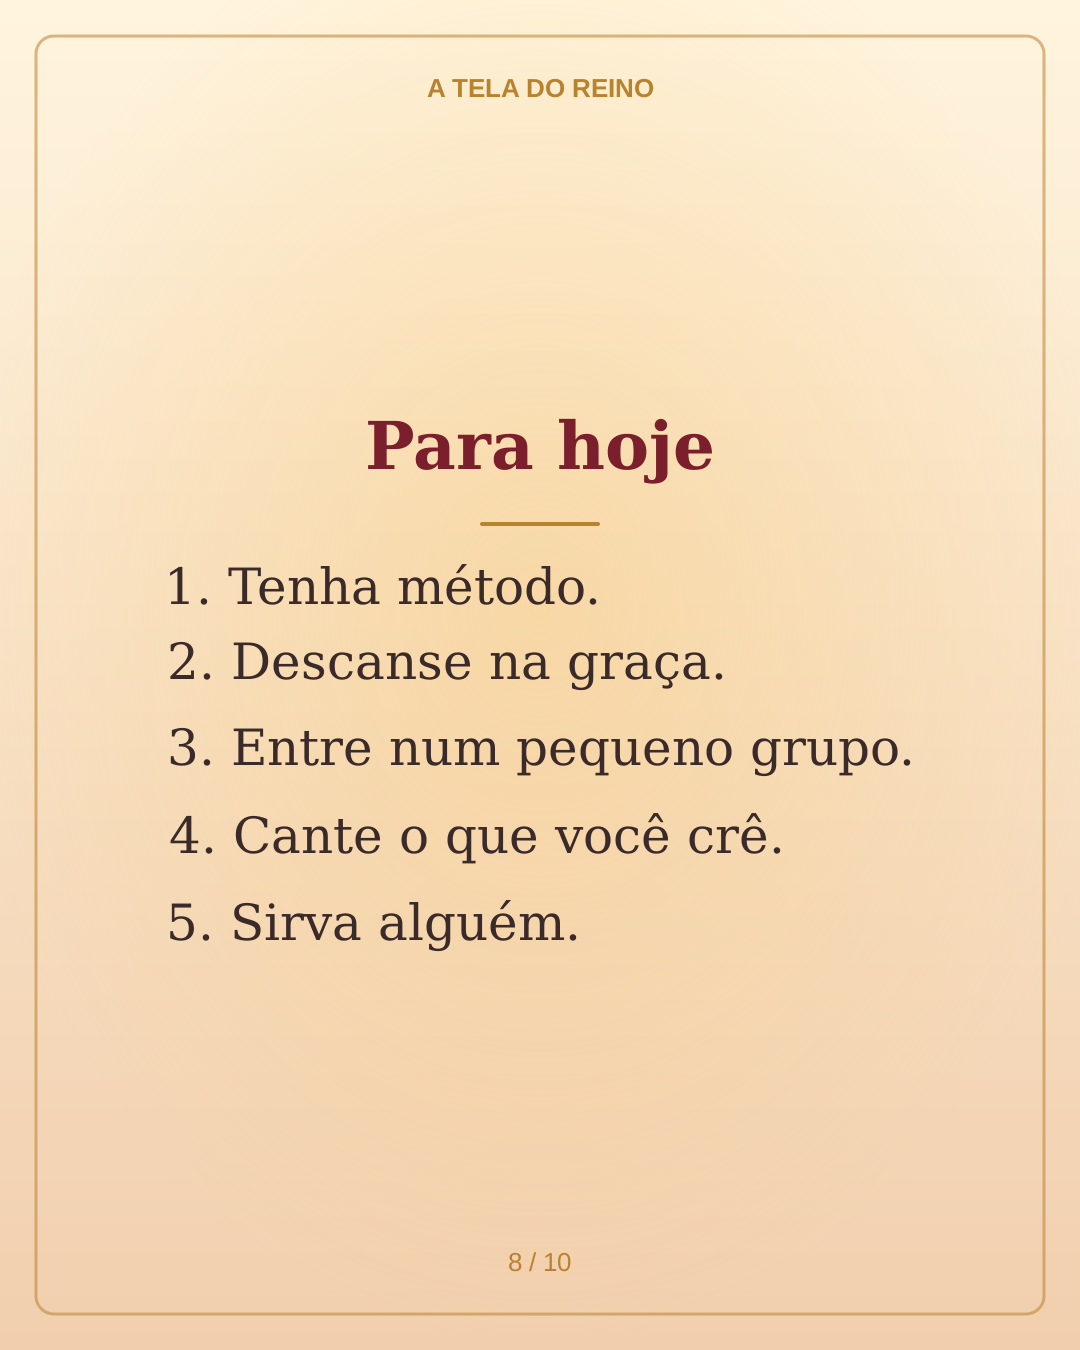 A TELA DO REINO
Para hoje
1. Tenha método.
2. Descanse na graça.
3. Entre num pequeno grupo.
4. Cante o que você crê.
5. Sirva alguém.
8 / 10